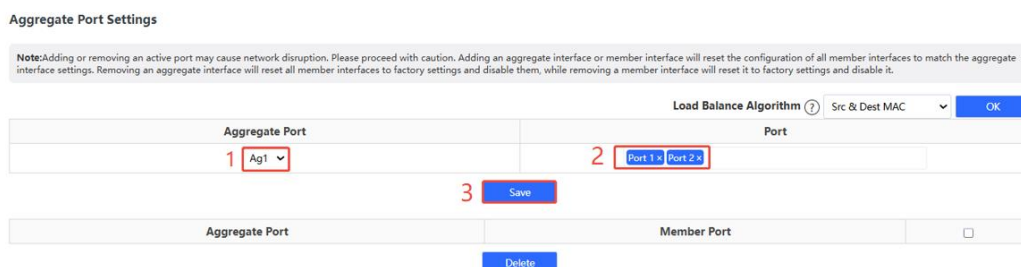 Aggregate Port Settings
Note:Adding or removing an active port may cause network disruption. Please proceed with caution. Adding an aggregate interface or member interface will reset the configuration of all member interfaces to match the aggregate
interface settings. Removing an aggregate interface will reset all member interfaces to factory settings and disable them, while removing a member interface will reset it to factory settings and disable it.
Load Balance Algorithm ? Src & Dest MAC OK
Aggregate Port Port
1 Ag1 2 Port 1 × Port 2 ×
3 Save
Aggregate Port Member Port
Delete